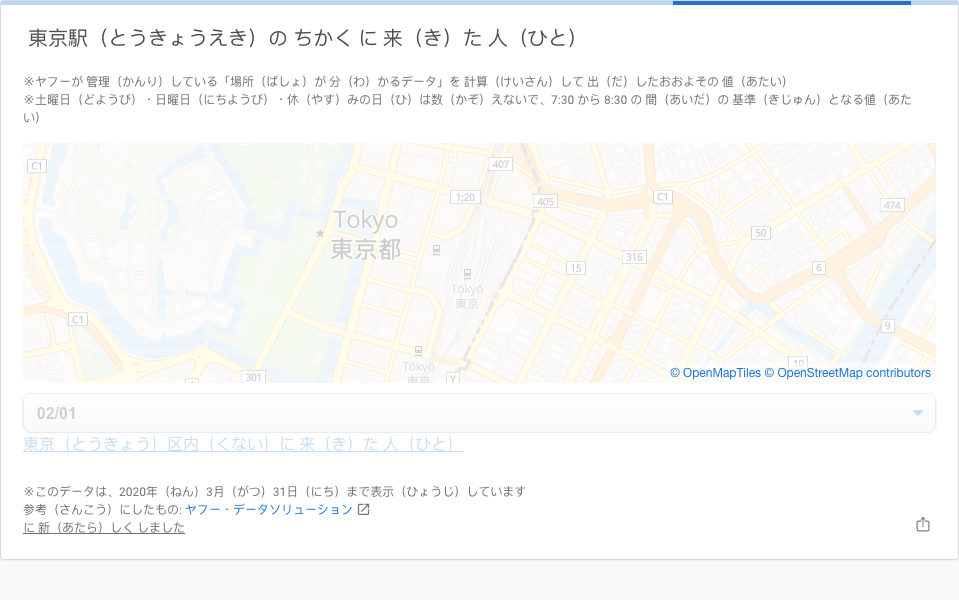 東京駅（とうきょうえき）の ちかく に 来（き）た 人（ひと）
※ヤフーが 管理（かんり）している「場所（ばしょ）が 分（わ）かるデータ」を 計算（けいさん）して 出（だ）したおおよその 値（あたい）
※土曜日（どようび）・日曜日（にちようび）・休（やす）みの日（ひ）は数（かぞ）えないで、7:30 から 8:30 の 間（あいだ）の 基準（きじゅん）となる値（あた
い）
C1
407
1;20
405
C1
474
Tokyo
東京都
50
316
15
6
Tōkyō
東京
C1
9
Tōkyō
東京
10
301
4
Y
© OpenMapTiles © OpenStreetMap contributors
02/01
東京（とうきょう）区内（くない）に 来（き）た 人（ひと）
※このデータは、2020年（ねん）3月（がつ）31日（にち）まで表示（ひょうじ）しています
参考（さんこう）にしたもの: ヤフー・データソリューション
に 新（あたら）しく しました